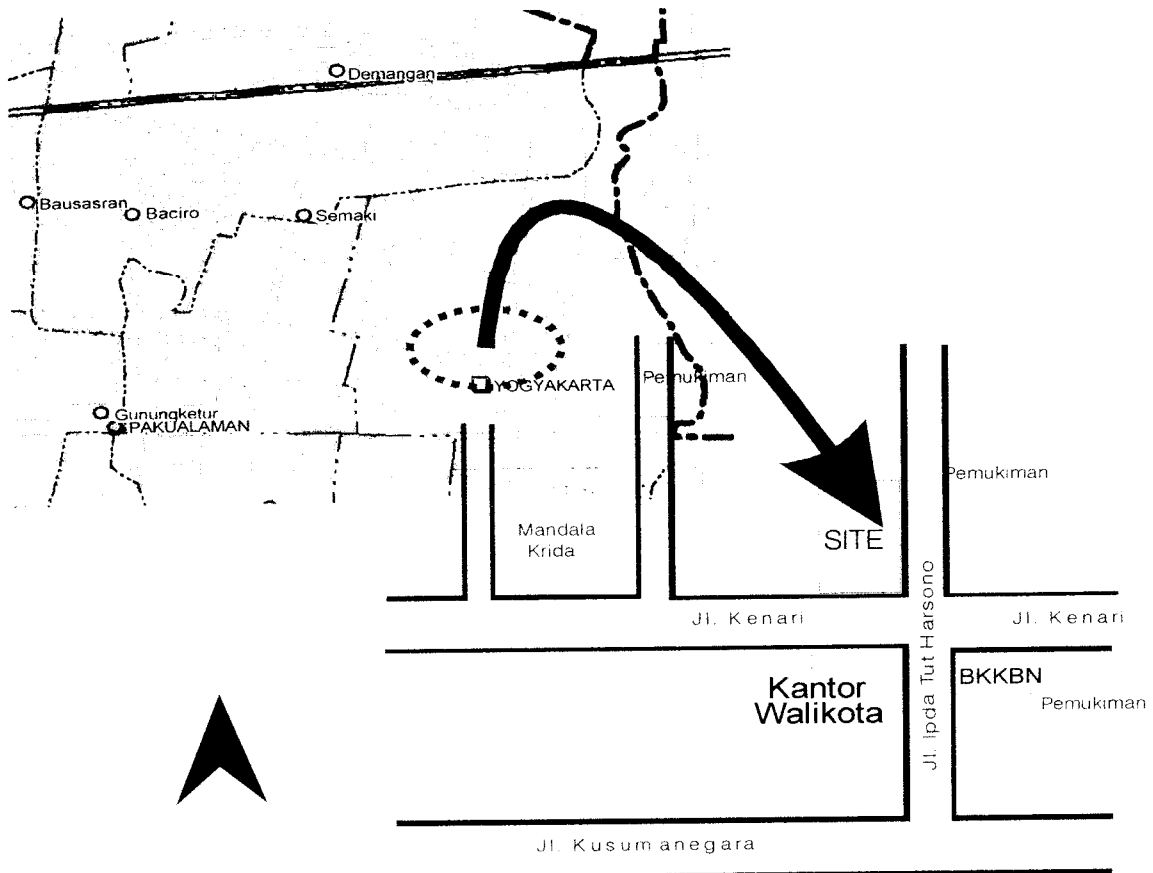 Demangan
Bausasran
Baciro
Semaki
YOGYAKARTA
Pemukiman
Gunungketur
PAKUALAMAN
Pemukiman
Mandala
Krida
SITE
Jl. Kenari
Jl. Kenari
Jl. Ipda Tut Harsono
Kantor
Walikota
BKKBN
Pemukiman
Jl. Kusumanegara